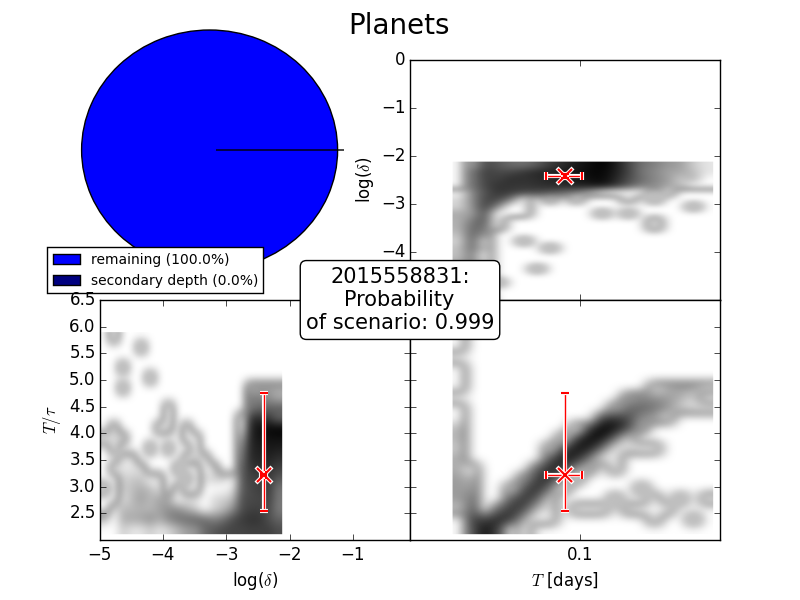 Planets
remaining (100.0%)
secondary depth (0.0%)
0
−1
−2
−3
−4
log(δ)
2015558831:
Probability
of scenario: 0.999
6.5
6.0
5.5
5.0
4.5
4.0
3.5
3.0
2.5
T/τ
−5 −4 −3 −2 −1
log(δ)
0.1
T [days]